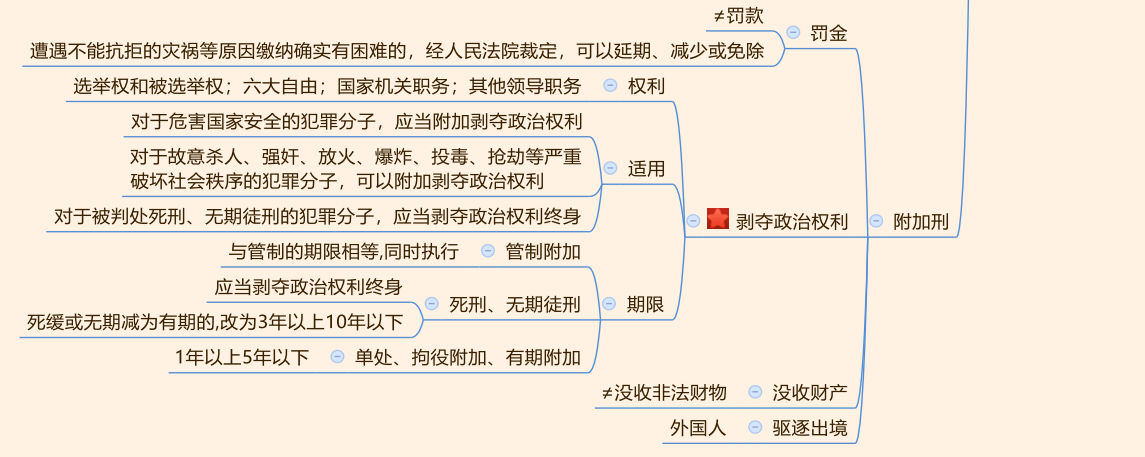 ≠罚款
罚金
遭遇不能抗拒的灾祸等原因缴纳确实有困难的，经人民法院裁定，可以延期、减少或免除
选举权和被选举权；六大自由；国家机关职务；其他领导职务
权利
对于危害国家安全的犯罪分子，应当附加剥夺政治权利
对于故意杀人、强奸、放火、爆炸、投毒、抢劫等严重
破坏社会秩序的犯罪分子，可以附加剥夺政治权利
适用
对于被判处死刑、无期徒刑的犯罪分子，应当剥夺政治权利终身
剥夺政治权利
附加刑
与管制的期限相等,同时执行
管制附加
应当剥夺政治权利终身
死刑、无期徒刑
期限
死缓或无期减为有期的,改为3年以上10年以下
1年以上5年以下
单处、拘役附加、有期附加
≠没收非法财物
没收财产
外国人
驱逐出境